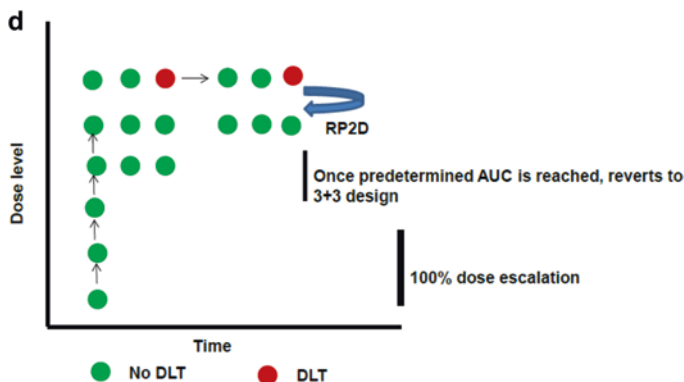 d
Dose level
RP2D
Once predetermined AUC is reached, reverts to
3+3 design
100% dose escalation
Time
No DLT
DLT